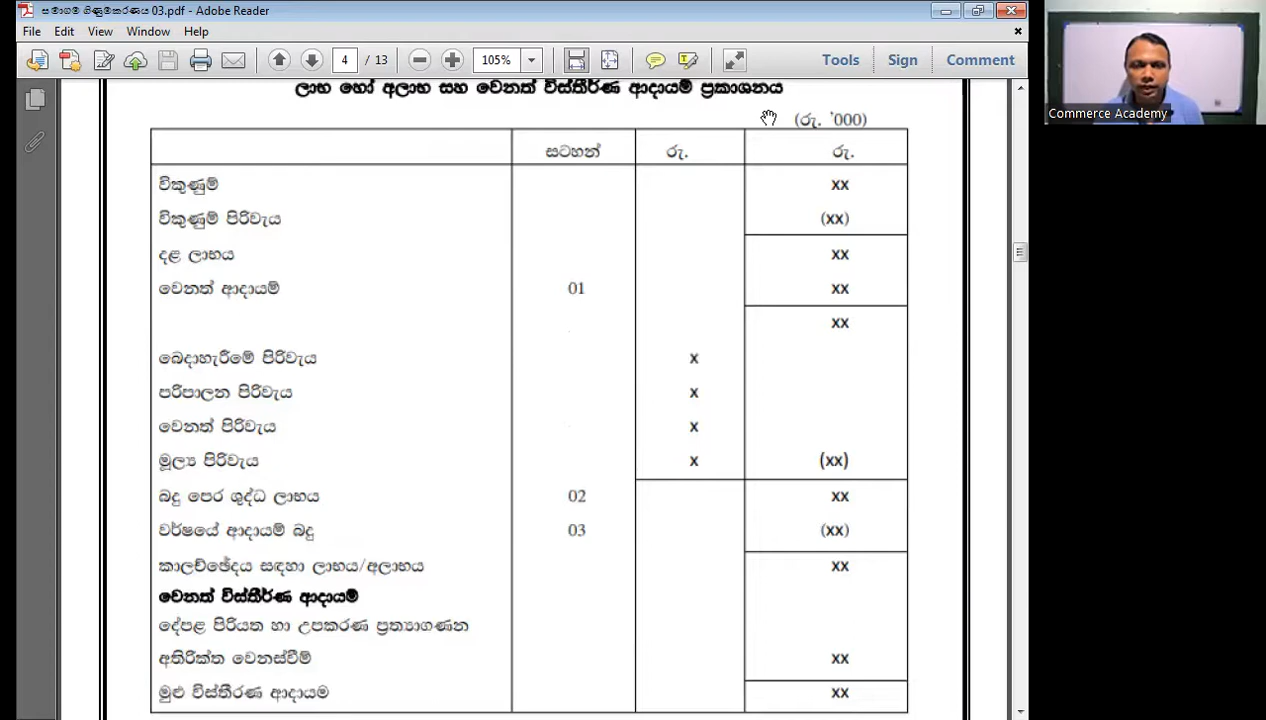 සමාගම් ගිණුම්කරණය 03.pdf - Adobe Reader
File Edit View Window Help
4 / 13 105% Tools Sign Comment
ලාභ හෝ අලාභ සහ වෙනත් විස්තීර්ණ ආදායම් ප්‍රකාශනය
(රු. '000)
සටහන් රු. රු.
විකුණුම් xx
විකුණුම් පිරිවැය (xx)
දළ ලාභය xx
වෙනත් ආදායම් 01 xx
xx
බෙදාහැරීමේ පිරිවැය x
පරිපාලන පිරිවැය x
වෙනත් පිරිවැය x
මූල්‍ය පිරිවැය x (xx)
බදු පෙර ශුද්ධ ලාභය 02 xx
වර්ෂයේ ආදායම් බදු 03 (xx)
කාලච්ඡේදය සඳහා ලාභය/අලාභය xx
වෙනත් විස්තීර්ණ ආදායම්
දේපළ පිරියත හා උපකරණ ප්‍රත්‍යාගණන
අතිරික්ත වෙනස්වීම් xx
මුළු විස්තීරණ ආදායම xx
Commerce Academy